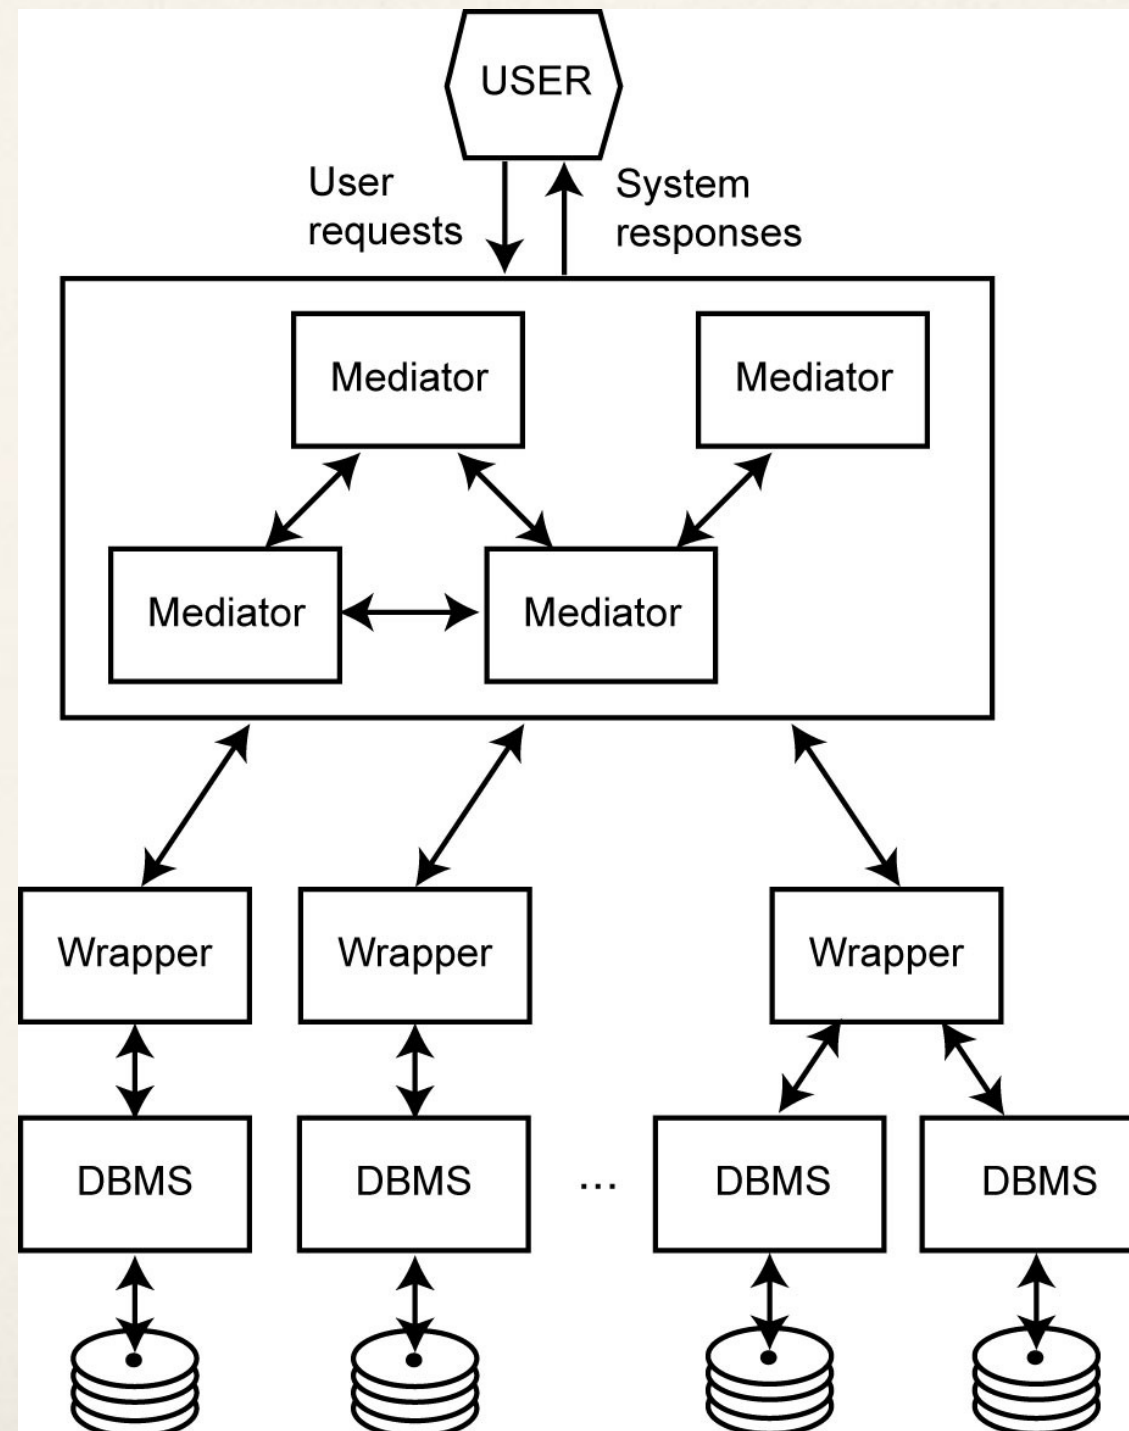 USER
User
requests
System
responses
Mediator
Mediator
Mediator
Mediator
Wrapper
Wrapper
Wrapper
DBMS
DBMS
...
DBMS
DBMS